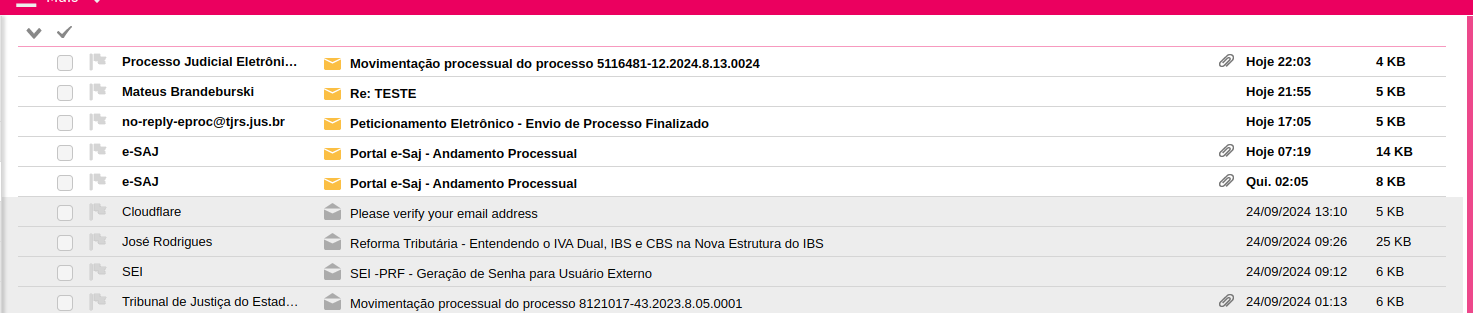 Processo Judicial Eletrôni... Movimentação processual do processo 5116481-12.2024.8.13.0024 Hoje 22:03 4 KB
Mateus Brandeburski Re: TESTE Hoje 21:55 5 KB
no-reply-eproc@tjrs.jus.br Peticionamento Eletrônico - Envio de Processo Finalizado Hoje 17:05 5 KB
e-SAJ Portal e-Saj - Andamento Processual Hoje 07:19 14 KB
e-SAJ Portal e-Saj - Andamento Processual Qui. 02:05 8 KB
Cloudflare Please verify your email address 24/09/2024 13:10 5 KB
José Rodrigues Reforma Tributária - Entendendo o IVA Dual, IBS e CBS na Nova Estrutura do IBS 24/09/2024 09:26 25 KB
SEI SEI -PRF - Geração de Senha para Usuário Externo 24/09/2024 09:12 6 KB
Tribunal de Justiça do Estad... Movimentação processual do processo 8121017-43.2023.8.05.0001 24/09/2024 01:13 6 KB